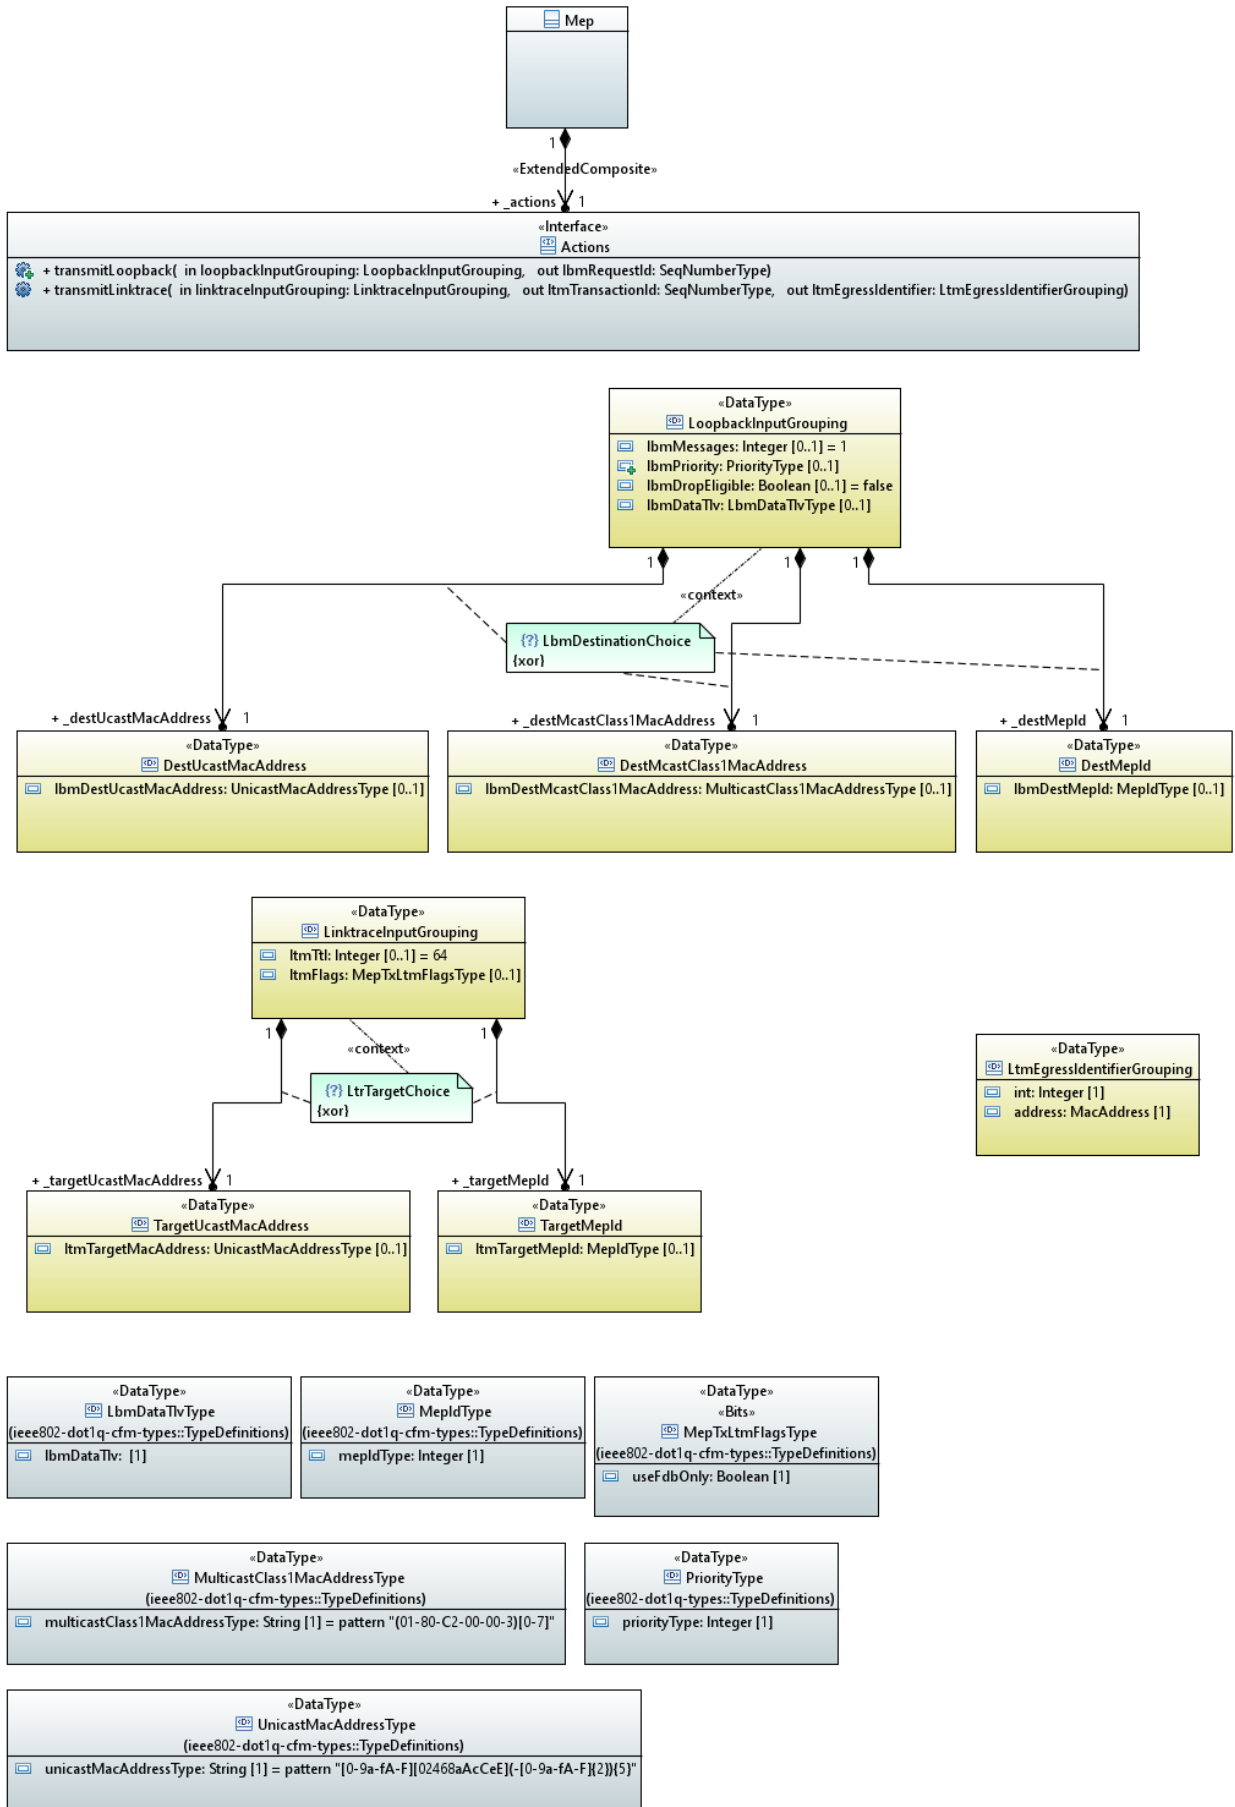 Mep
1
«ExtendedComposite»
+ _actions 1
«Interface»
Actions
+ transmitLoopback( in loopbackInputGrouping: LoopbackInputGrouping, out lbmRequestId: SeqNumberType)
+ transmitLinktrace( in linktraceInputGrouping: LinktraceInputGrouping, out ltmTransactionId: SeqNumberType, out ltmEgressIdentifier: LtmEgressIdentifierGrouping)
«DataType»
LoopbackInputGrouping
lbmMessages: Integer [0..1] = 1
lbmPriority: PriorityType [0..1]
lbmDropEligible: Boolean [0..1] = false
lbmDataTlv: LbmDataTlvType [0..1]
1 1 1
«context»
{?} LbmDestinationChoice
{xor}
+ _destUcastMacAddress 1
+ _destMcastClass1MacAddress 1
+ _destMepId 1
«DataType»
DestUcastMacAddress
lbmDestUcastMacAddress: UnicastMacAddressType [0..1]
«DataType»
DestMcastClass1MacAddress
lbmDestMcastClass1MacAddress: MulticastClass1MacAddressType [0..1]
«DataType»
DestMepId
lbmDestMepId: MepIdType [0..1]
«DataType»
LinktraceInputGrouping
ltmTtl: Integer [0..1] = 64
ltmFlags: MepTxLtmFlagsType [0..1]
1 1
«context»
{?} LtrTargetChoice
{xor}
«DataType»
LtmEgressIdentifierGrouping
int: Integer [1]
address: MacAddress [1]
+ _targetUcastMacAddress 1
+ _targetMepId 1
«DataType»
TargetUcastMacAddress
ltmTargetMacAddress: UnicastMacAddressType [0..1]
«DataType»
TargetMepId
ltmTargetMepId: MepIdType [0..1]
«DataType»
LbmDataTlvType
(ieee802-dot1q-cfm-types::TypeDefinitions)
lbmDataTlv: [1]
«DataType»
MepIdType
(ieee802-dot1q-cfm-types::TypeDefinitions)
mepIdType: Integer [1]
«DataType»
«Bits»
MepTxLtmFlagsType
(ieee802-dot1q-cfm-types::TypeDefinitions)
useFdbOnly: Boolean [1]
«DataType»
MulticastClass1MacAddressType
(ieee802-dot1q-cfm-types::TypeDefinitions)
multicastClass1MacAddressType: String [1] = pattern "(01-80-C2-00-00-3)[0-7]"
«DataType»
PriorityType
(ieee802-dot1q-cfm-types::TypeDefinitions)
priorityType: Integer [1]
«DataType»
UnicastMacAddressType
(ieee802-dot1q-cfm-types::TypeDefinitions)
unicastMacAddressType: String [1] = pattern "[0-9a-fA-F][02468aAcCeE](-[0-9a-fA-F]{2}){5}"